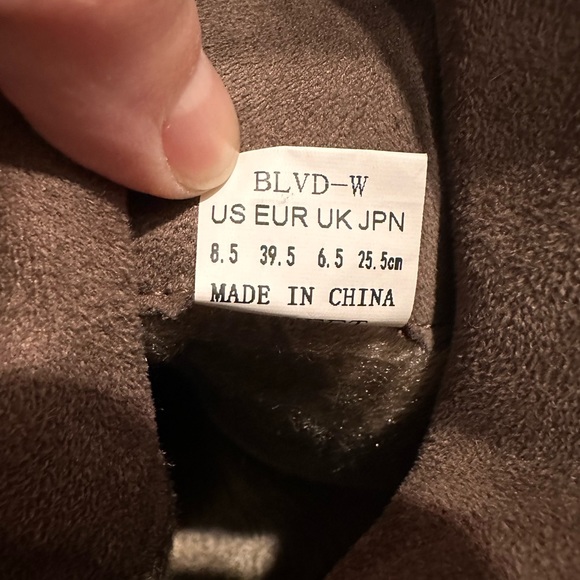 BLVD-W
US EUR UK JPN
8.5 39.5 6.5 25.5cm
MADE IN CHINA